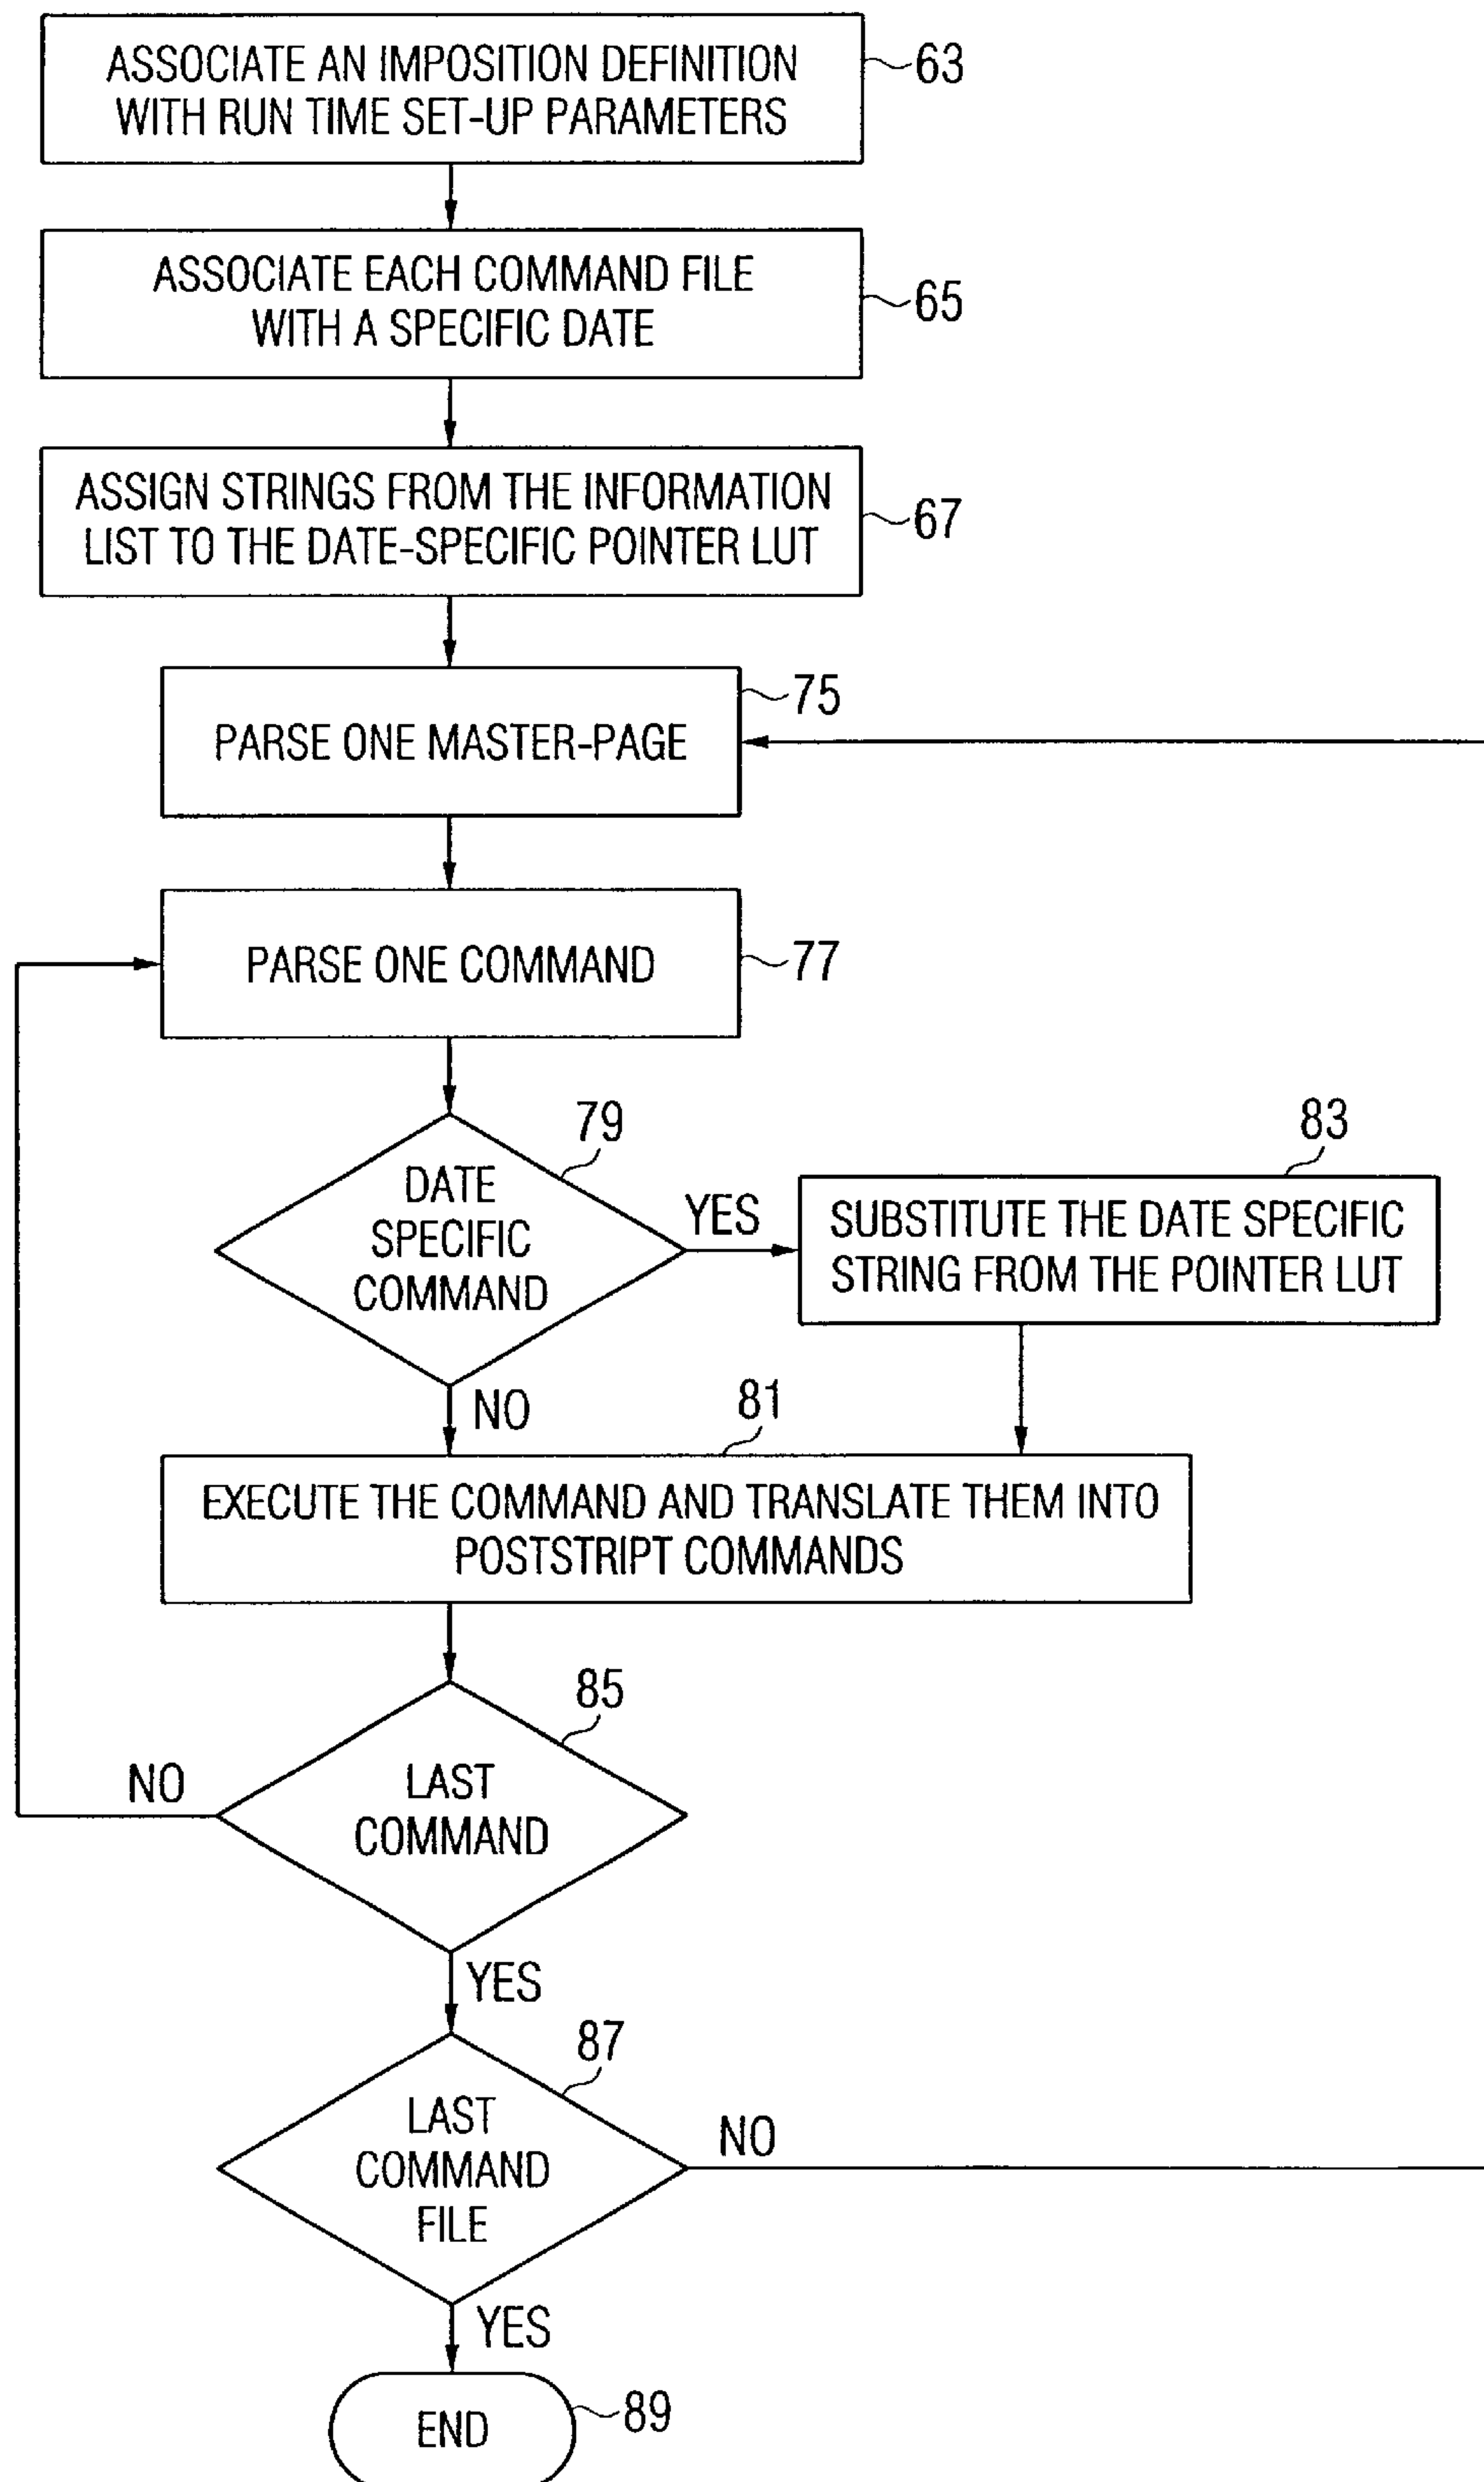 ASSOCIATE AN IMPOSITION DEFINITION
WITH RUN TIME SET-UP PARAMETERS
63
ASSOCIATE EACH COMMAND FILE
WITH A SPECIFIC DATE
65
ASSIGN STRINGS FROM THE INFORMATION
LIST TO THE DATE-SPECIFIC POINTER LUT
67
PARSE ONE MASTER-PAGE
75
PARSE ONE COMMAND
77
79
DATE
SPECIFIC
COMMAND
YES
83
SUBSTITUTE THE DATE SPECIFIC
STRING FROM THE POINTER LUT
NO
81
EXECUTE THE COMMAND AND TRANSLATE THEM INTO
POSTSTRIPT COMMANDS
85
LAST
COMMAND
NO
YES
87
LAST
COMMAND
FILE
NO
YES
END
89